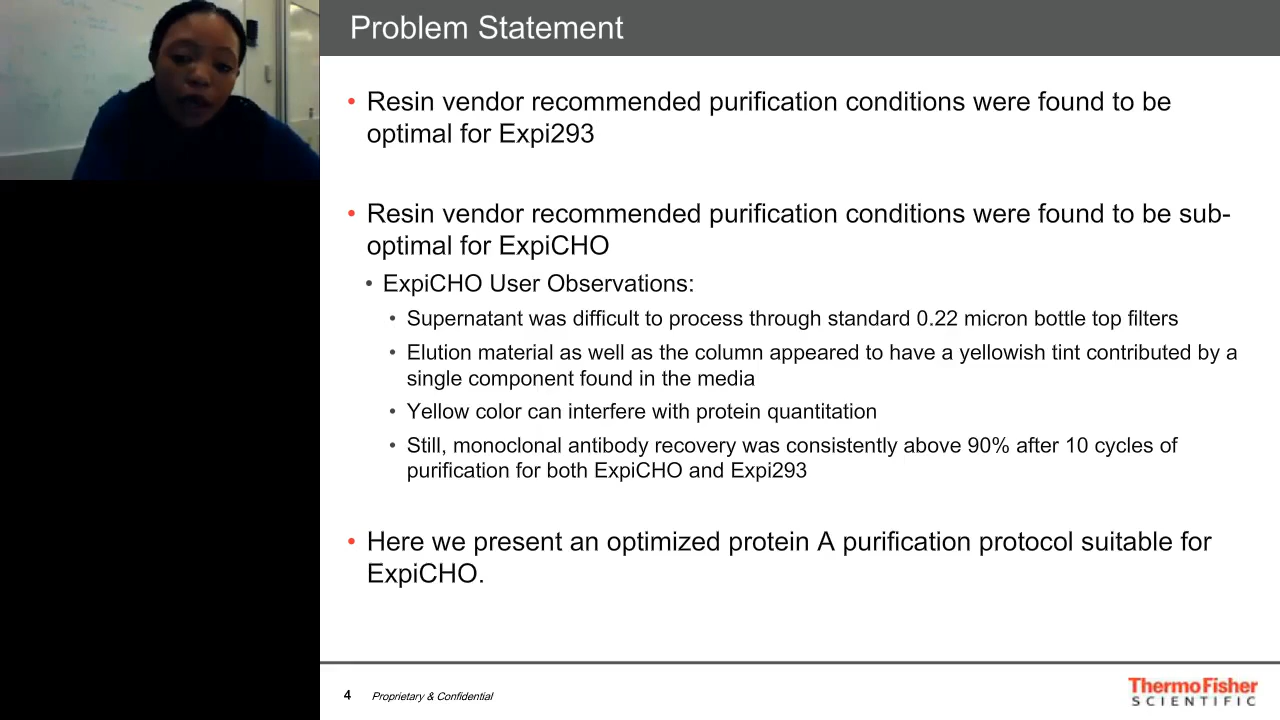 Problem Statement
• Resin vendor recommended purification conditions were found to be
optimal for Expi293
• Resin vendor recommended purification conditions were found to be sub-
optimal for ExpiCHO
• ExpiCHO User Observations:
• Supernatant was difficult to process through standard 0.22 micron bottle top filters
• Elution material as well as the column appeared to have a yellowish tint contributed by a
single component found in the media
• Yellow color can interfere with protein quantitation
• Still, monoclonal antibody recovery was consistently above 90% after 10 cycles of
purification for both ExpiCHO and Expi293
• Here we present an optimized protein A purification protocol suitable for
ExpiCHO.
4 Proprietary & Confidential
ThermoFisher
SCIENTIFIC